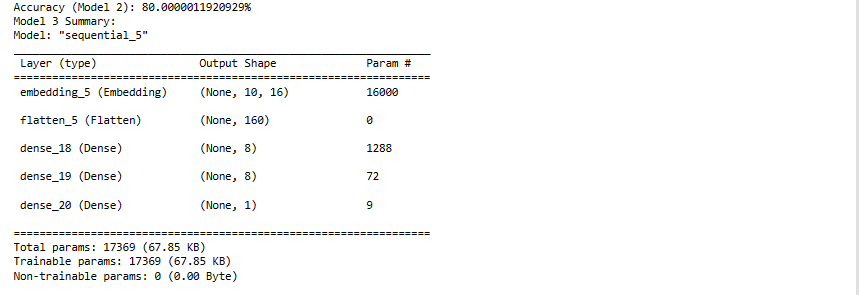 Accuracy (Model 2): 80.0000011920929%
Model 3 Summary:
Model: "sequential_5"
_________________________________________________________________
Layer (type) Output Shape Param #
=================================================================
embedding_5 (Embedding) (None, 10, 16) 16000
flatten_5 (Flatten) (None, 160) 0
dense_18 (Dense) (None, 8) 1288
dense_19 (Dense) (None, 8) 72
dense_20 (Dense) (None, 1) 9
=================================================================
Total params: 17369 (67.85 KB)
Trainable params: 17369 (67.85 KB)
Non-trainable params: 0 (0.00 Byte)